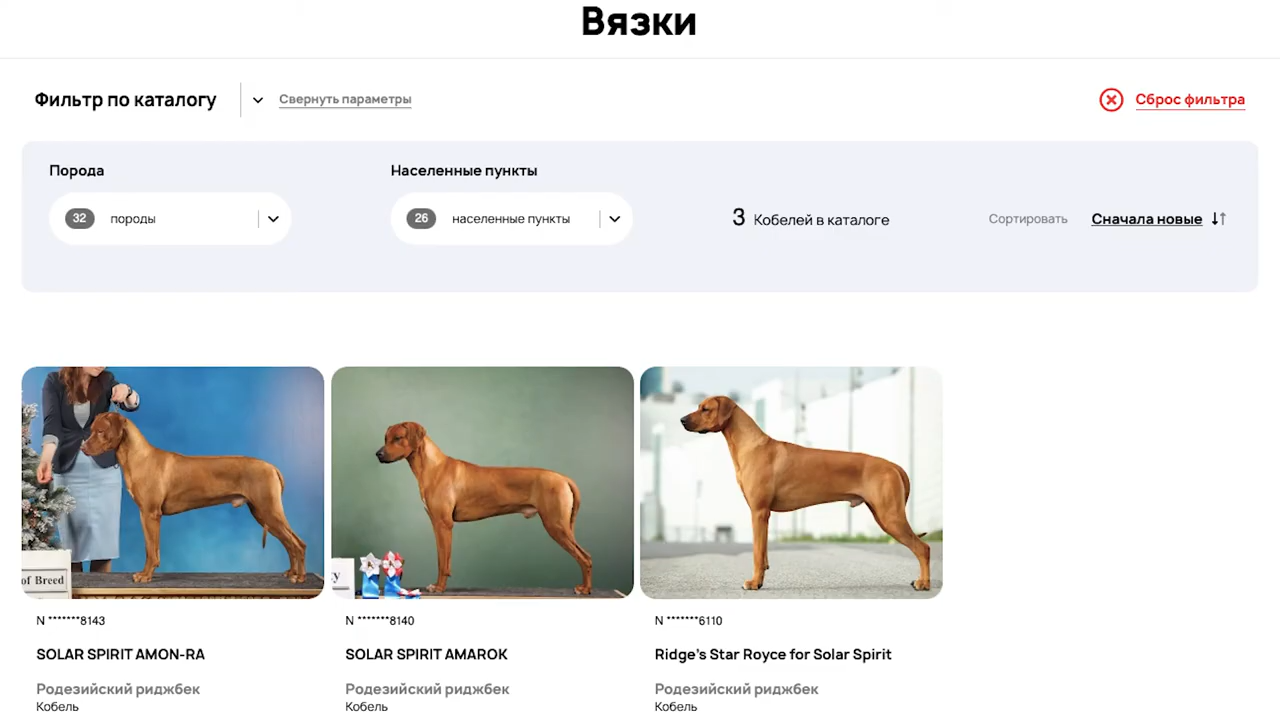 Вязки
Фильтр по каталогу
Свернуть параметры
Сброс фильтра
Порода
Населенные пункты
32 породы
26 населенные пункты
3 Кобелей в каталоге
Сортировать
Сначала новые
of Breed
N *******8143
N *******8140
N *******6110
SOLAR SPIRIT AMON-RA
SOLAR SPIRIT AMAROK
Ridge's Star Royce for Solar Spirit
Родезийский риджбек
Родезийский риджбек
Родезийский риджбек
Кобель
Кобель
Кобель